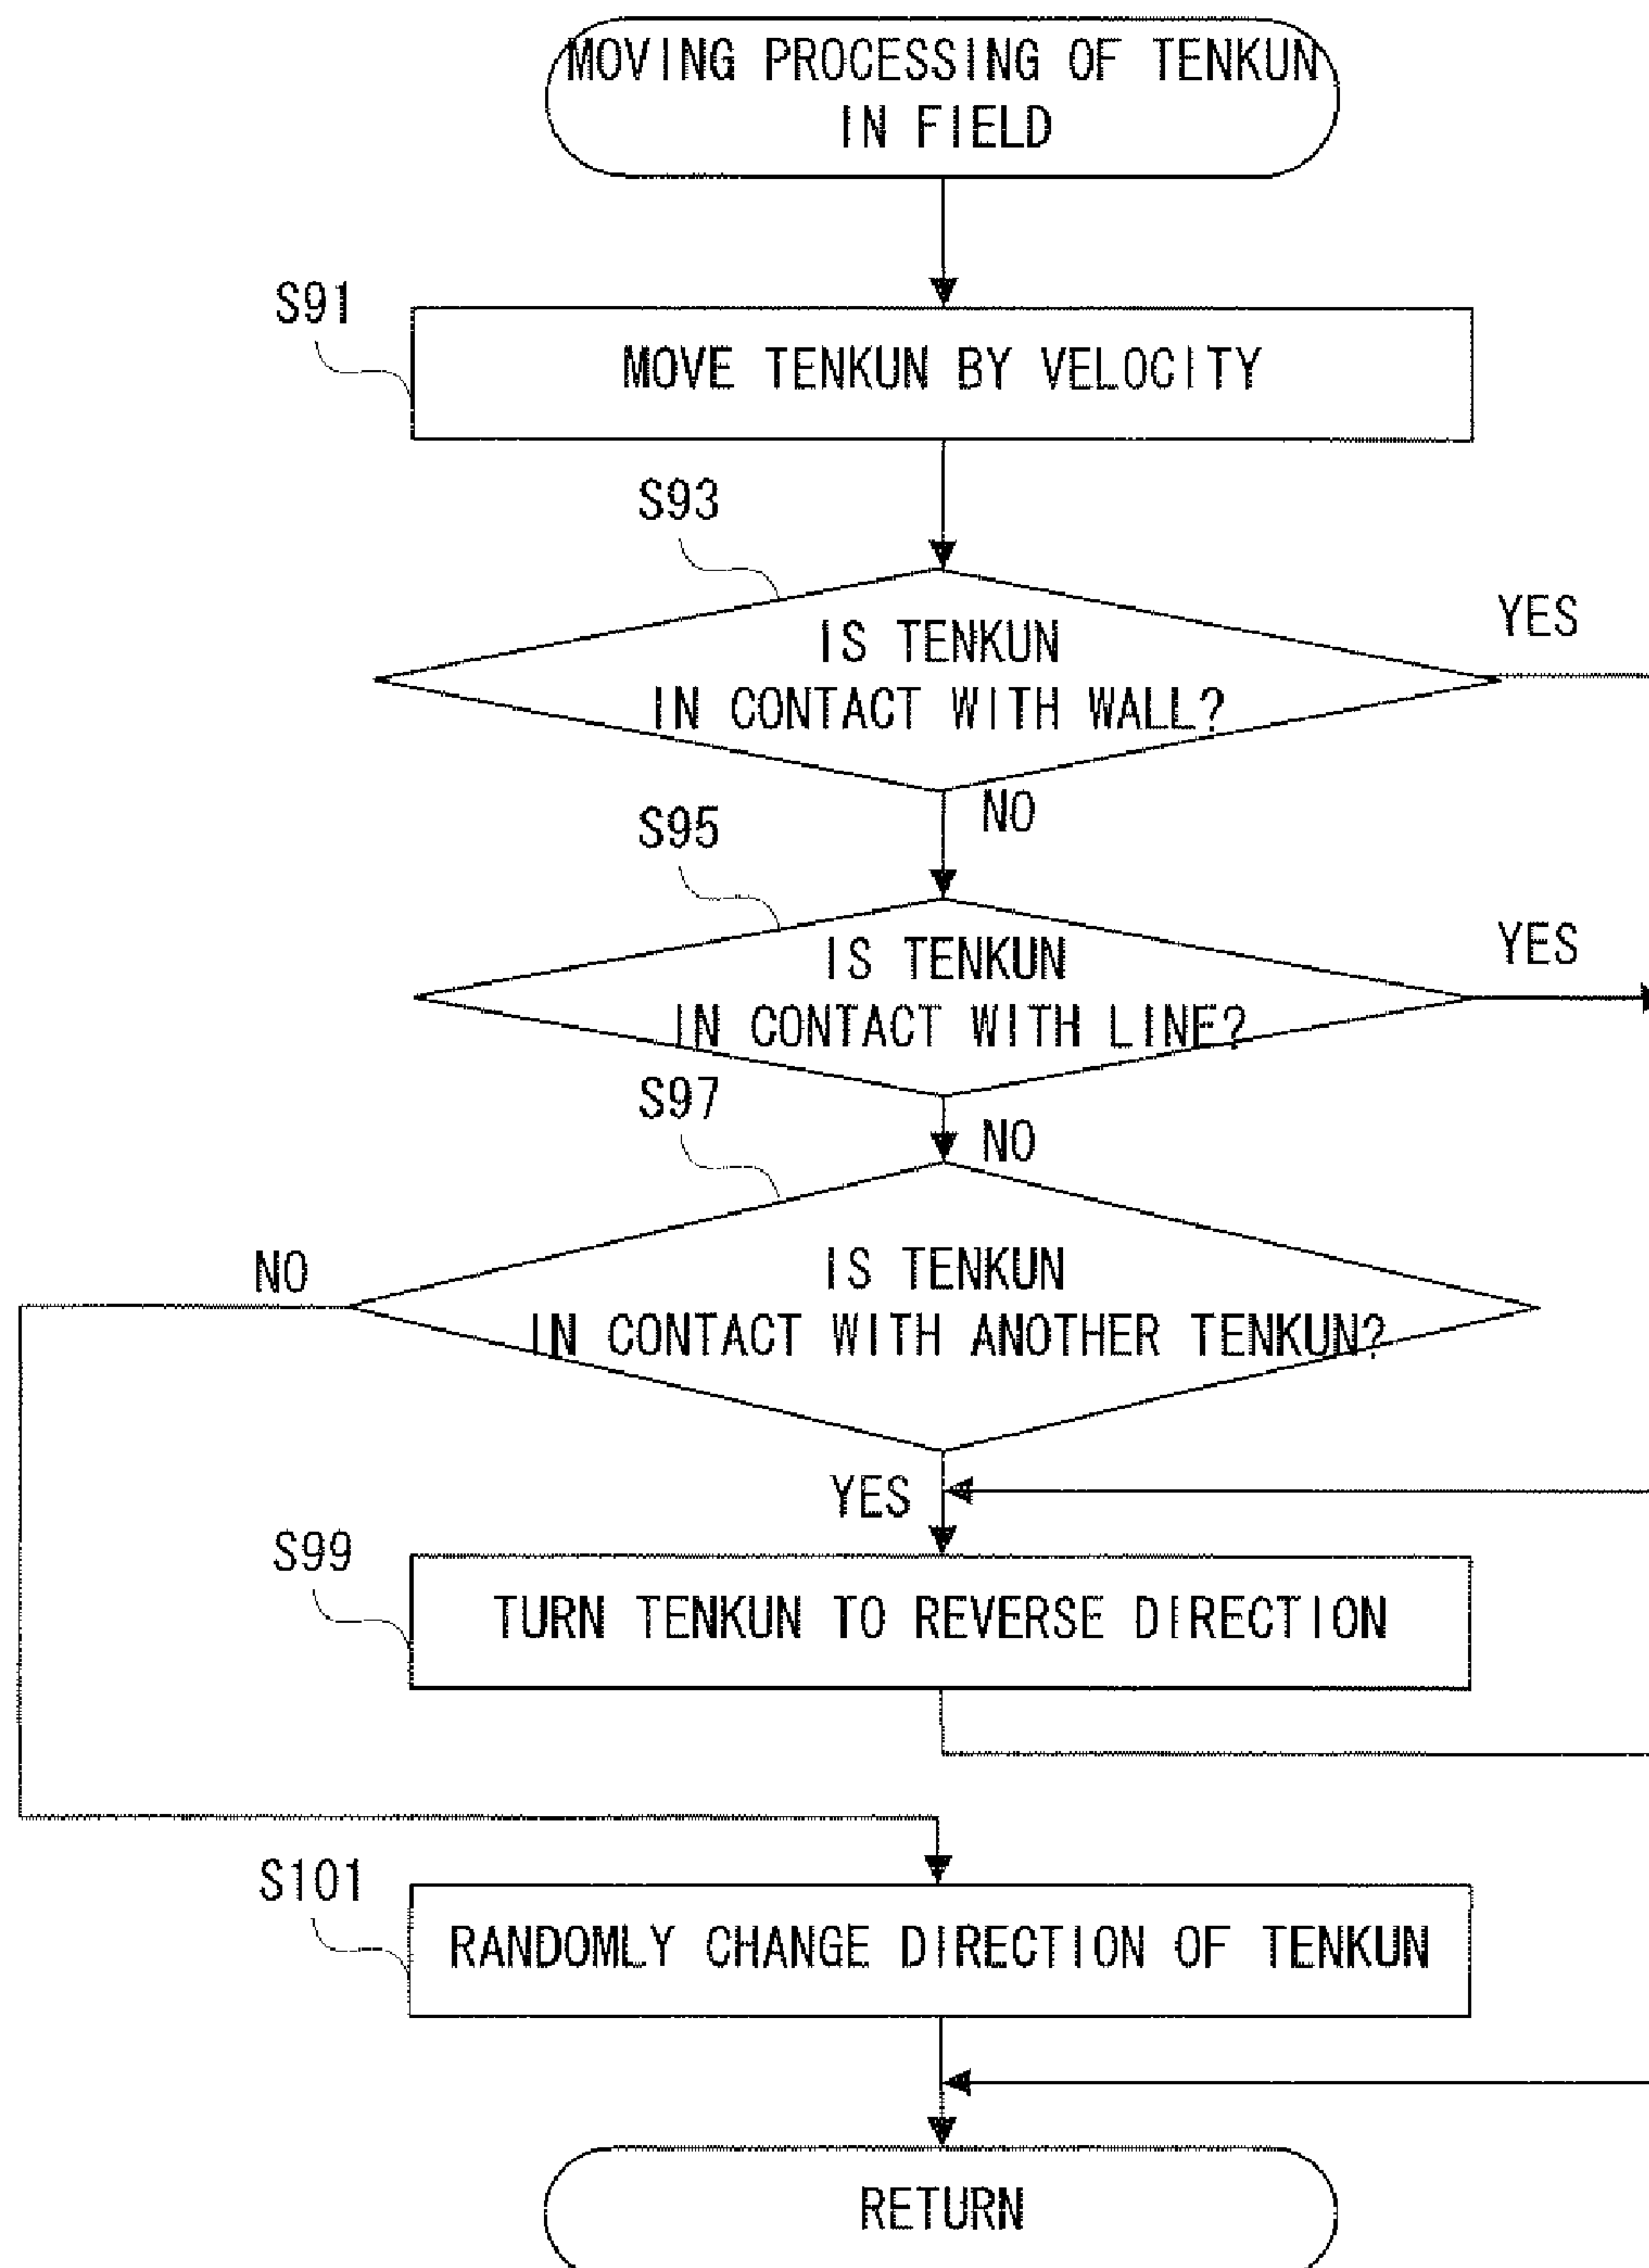 MOVING PROCESSING OF TENKUN
IN FIELD
S91
MOVE TENKUN BY VELOCITY
S93
IS TENKUN
IN CONTACT WITH WALL?
YES
NO
S95
IS TENKUN
IN CONTACT WITH LINE?
YES
NO
S97
IS TENKUN
IN CONTACT WITH ANOTHER TENKUN?
NO
YES
S99
TURN TENKUN TO REVERSE DIRECTION
S101
RANDOMLY CHANGE DIRECTION OF TENKUN
RETURN